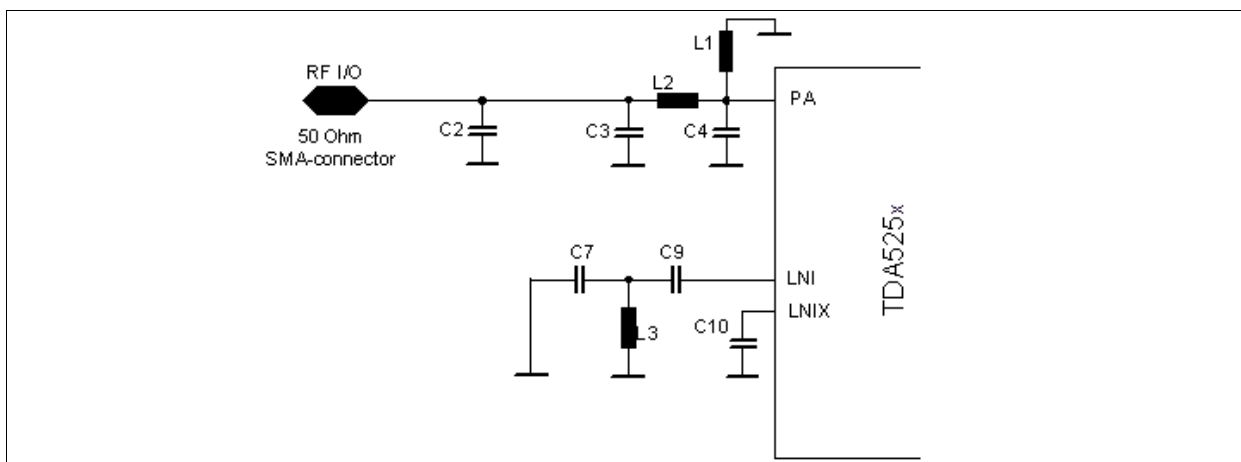 L1
RF I/O
L2
PA
C2
C3
C4
50 Ohm
SMA-connector
TDA525x
C7
C9
LNI
LNIX
C10
L3